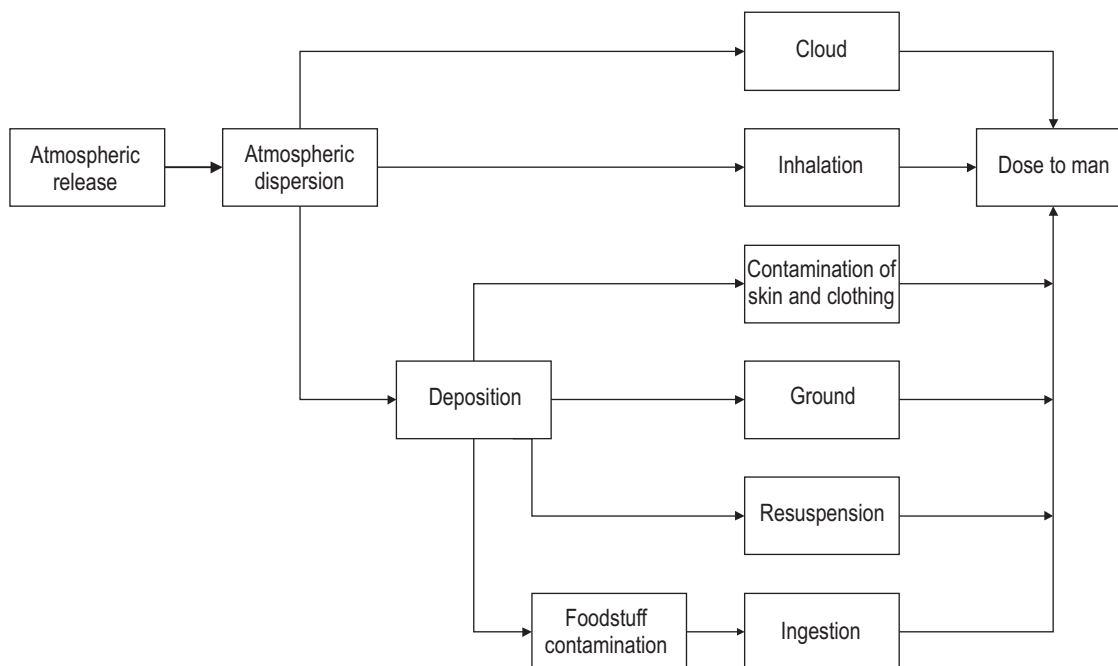 Cloud
Atmospheric
release
Atmospheric
dispersion
Inhalation
Dose to man
Contamination of
skin and clothing
Deposition
Ground
Resuspension
Foodstuff
contamination
Ingestion